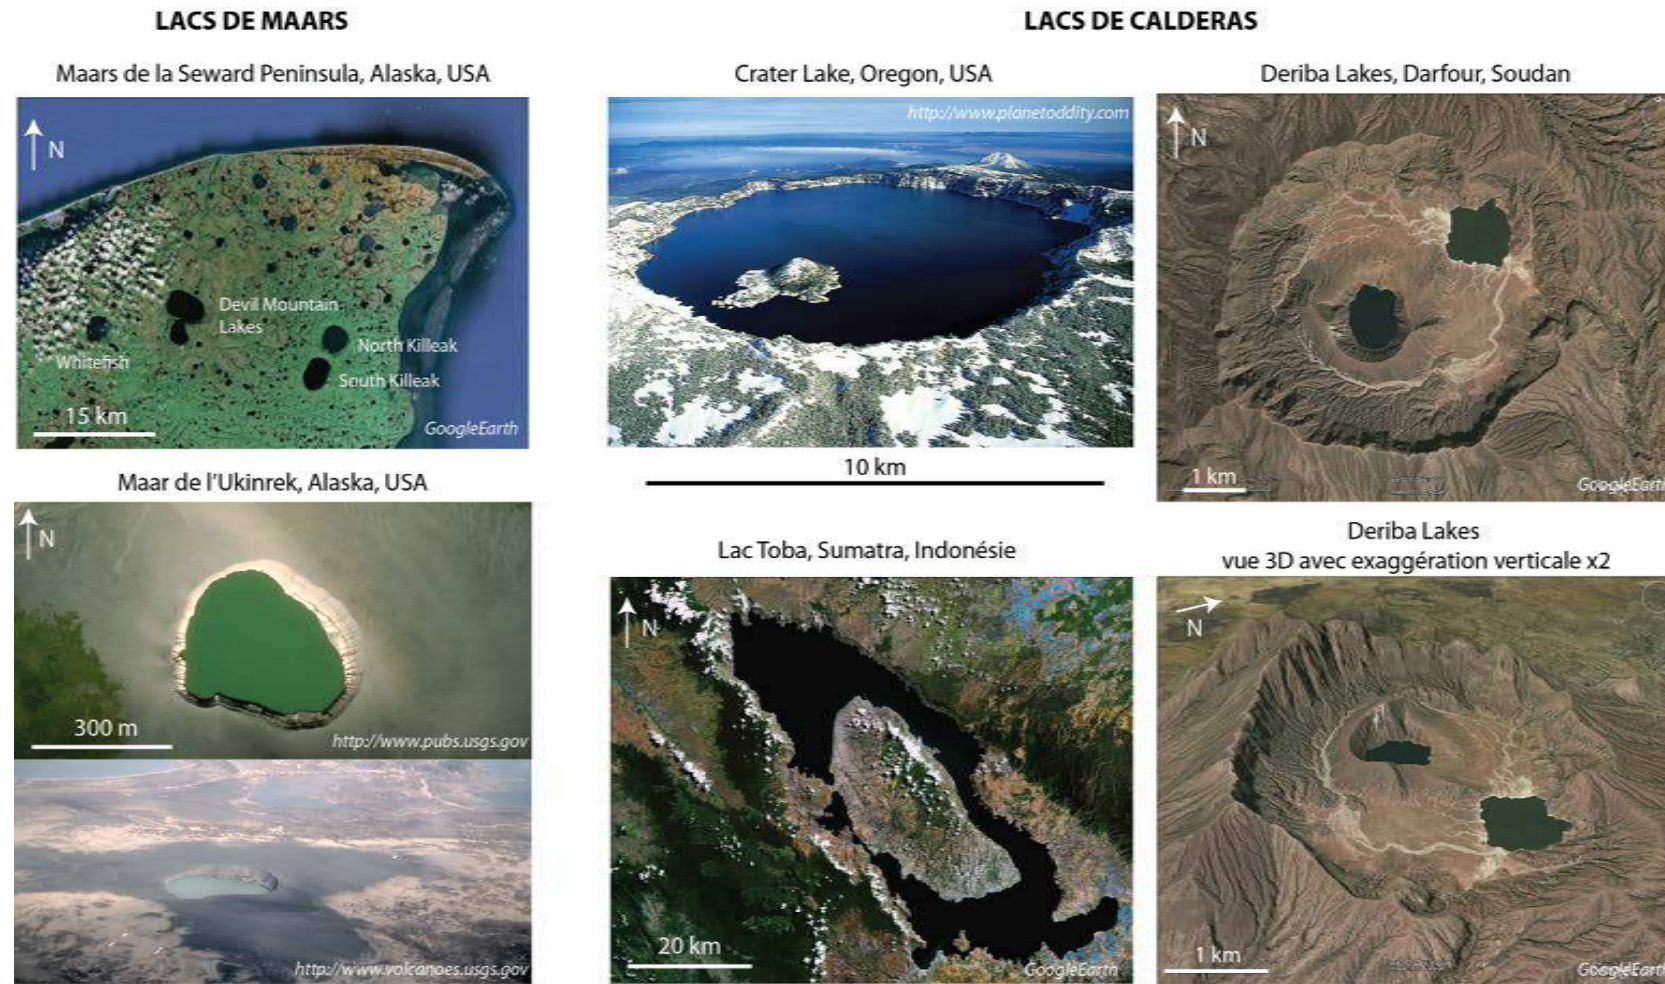 LACS DE MAARS
Maars de la Seward Peninsula, Alaska, USA
N
Devil Mountain
Lakes
Whitefish
North Killeak
South Killeak
15 km
GoogleEarth
Maar de l'Ukinrek, Alaska, USA
N
300 m
http://www.pubs.usgs.gov
http://www.volcanoes.usgs.gov
LACS DE CALDERAS
Crater Lake, Oregon, USA
http://www.planetoddity.com
10 km
Lac Toba, Sumatra, Indonésie
N
20 km
GoogleEarth
Deriba Lakes, Darfour, Soudan
N
1 km
GoogleEarth
Deriba Lakes
vue 3D avec exaggération verticale x2
N
1 km
GoogleEarth